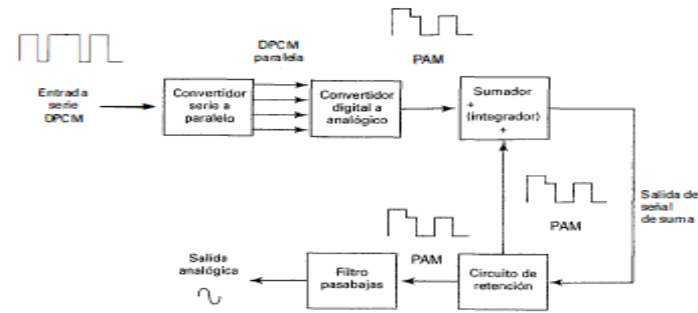 DPCM
paralela
PAM
Entrada
serie
DPCM
Convertidor
serie a
paralelo
Convertidor
digital a
analógico
Sumador
+
(integrador)
+
Salida de
señal
de suma
PAM
Salida
analógica
Filtro
pasabajas
PAM
Circuito de
retención